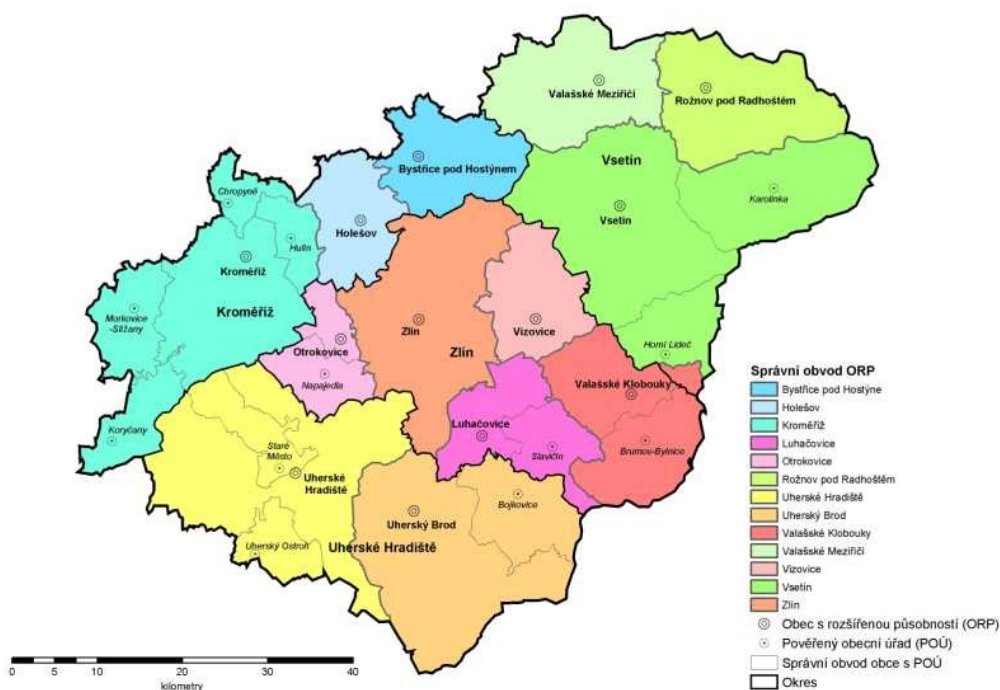 Valašské Meziříčí
Rožnov pod Radhoštěm
Bystřice pod Hostýnem
Vsetín
Vsetín
Karolinka
Chropyně
Holešov
Hulín
Kroměříž
Kroměříž
Morkovice
-Slížany
Zlín
Zlín
Vizovice
Otrokovice
Napajedla
Horní Lideč
Valašské Klobouky
Koryčany
Staré
Město
Luhačovice
Slavičín
Brumov-Bylnice
Uherské
Hradiště
Uherský Brod
Bojkovice
Uherský Ostroh
Uherské Hradiště
Správní obvod ORP
Bystřice pod Hostýne
Holešov
Kroměříž
Luhačovice
Otrokovice
Rožnov pod Radhoštěm
Uherské Hradiště
Uherský Brod
Valašské Klobouky
Valašské Meziříčí
Vizovice
Vsetín
Zlín
Obec s rozšířenou působností (ORP)
Pověřený obecní úřad (POÚ)
Správní obvod obce s POÚ
Okres
0 5 10 20 30 40
kilometry